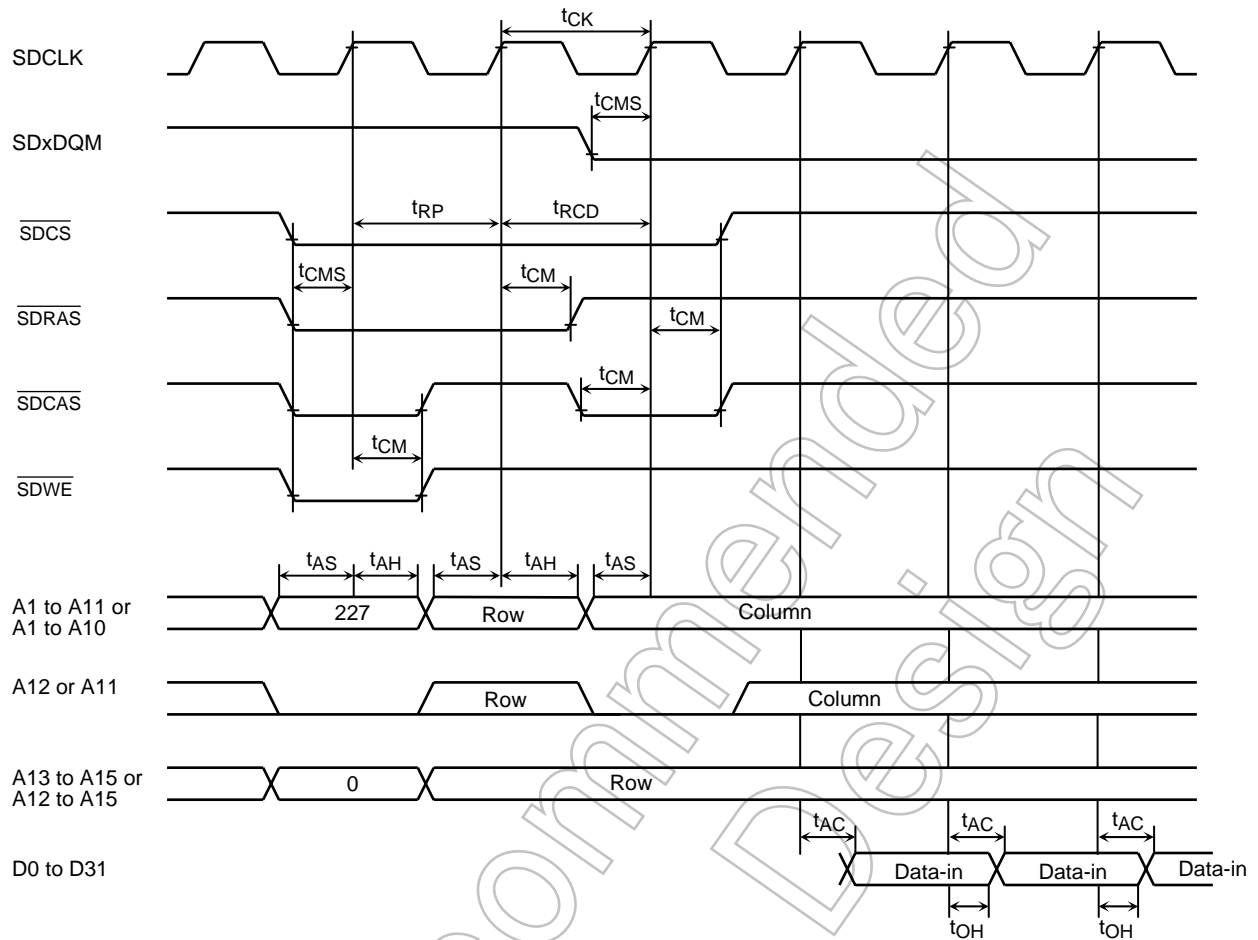 tCK
SDCLK
tCMS
SDxDQM
tRP
tRCD
SDCS
tCMS
tCM
SDRAS
tCM
tCM
SDCAS
tCM
SDWE
tAS
tAH
tAS
tAH
tAS
A1 to A11 or
A1 to A10
227
Row
Column
A12 or A11
Row
Column
A13 to A15 or
A12 to A15
0
Row
tAC
tAC
tAC
D0 to D31
Data-in
Data-in
Data-in
tOH
tOH
ommended
Design